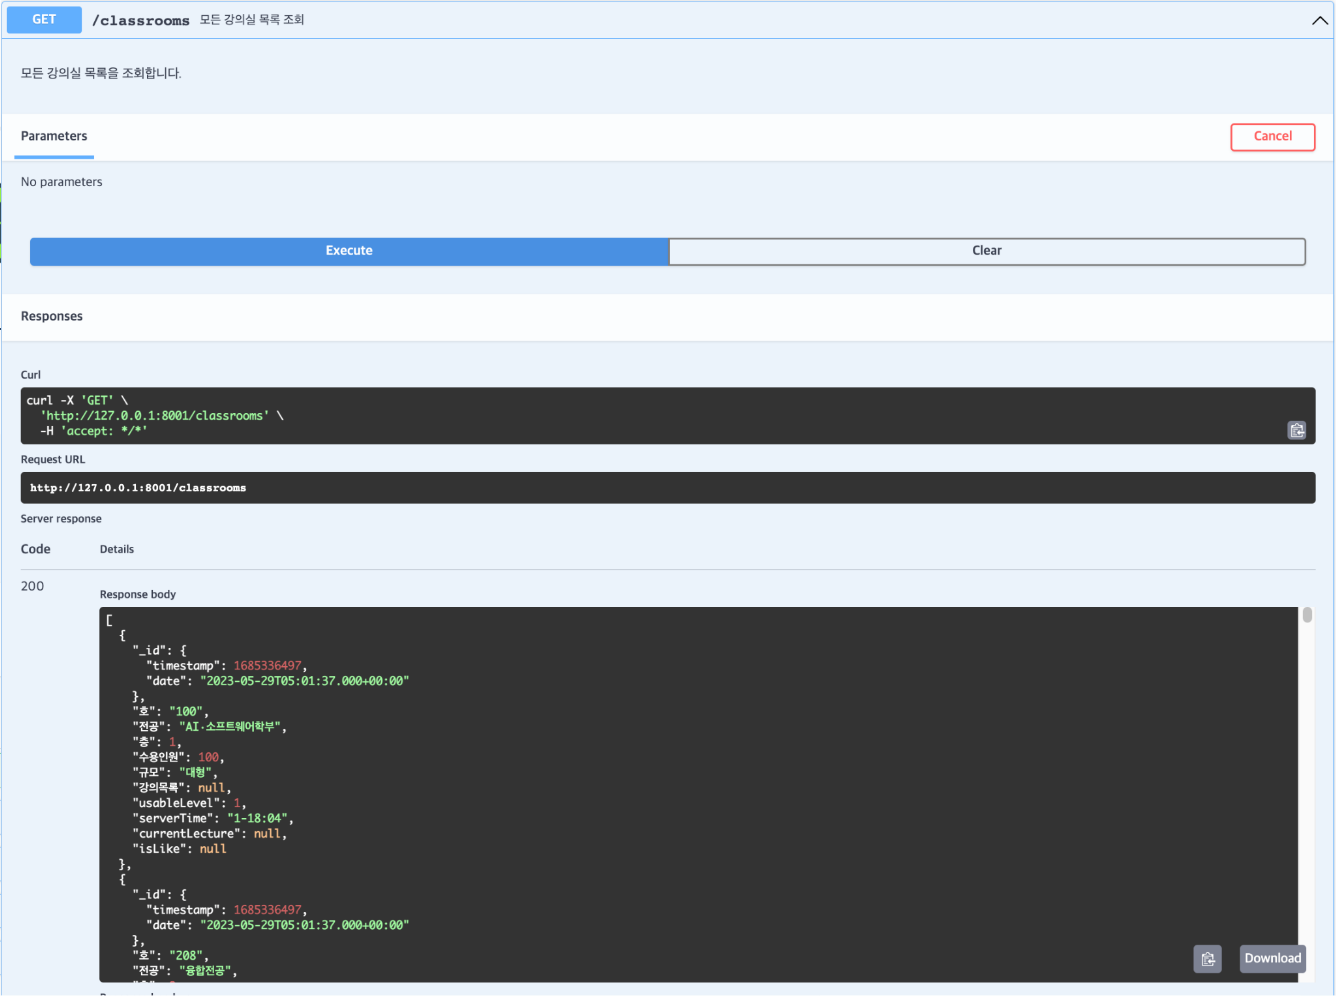 GET /classrooms 모든 강의실 목록 조회
모든 강의실 목록을 조회합니다.
Parameters
Cancel
No parameters
Execute
Clear
Responses
Curl
curl -X 'GET' \
'http://127.0.0.1:8001/classrooms' \
-H 'accept: */*'
Request URL
http://127.0.0.1:8001/classrooms
Server response
Code Details
200
Response body
[
{
"_id": {
"timestamp": 1685336497,
"date": "2023-05-29T05:01:37.000+00:00"
},
"호": "100",
"전공": "AI·소프트웨어학부",
"층": 1,
"수용인원": 100,
"규모": "대형",
"강의목록": null,
"usableLevel": 1,
"serverTime": "1-18:04",
"currentLecture": null,
"isLike": null
},
{
"_id": {
"timestamp": 1685336497,
"date": "2023-05-29T05:01:37.000+00:00"
},
"호": "208",
"전공": "융합전공",
Download